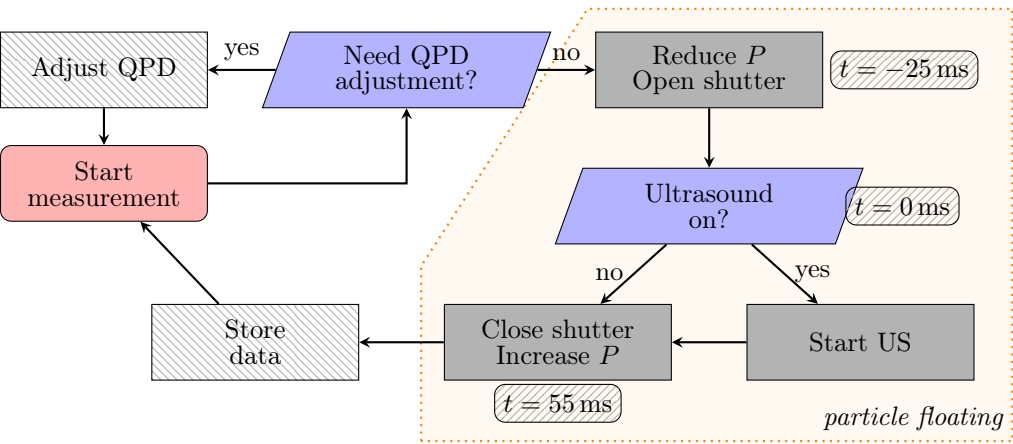 Adjust QPD
yes
Need QPD
adjustment?
no
Reduce P
Open shutter
t = −25 ms
Start
measurement
Ultrasound
on?
t = 0 ms
no
yes
Store
data
Close shutter
Increase P
Start US
t = 55 ms
particle floating